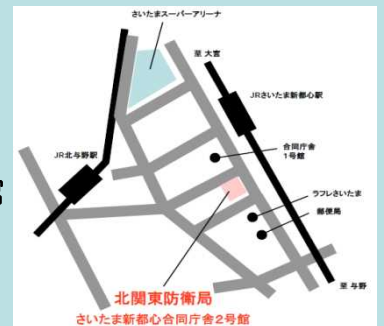 さいたまスーパーアリーナ
至 大宮
JRさいたま新都心駅
JR北与野駅
合同庁舎
1号館
ラフレさいたま
郵便局
至 与野
北関東防衛局
さいたま新都心合同庁舎2号館